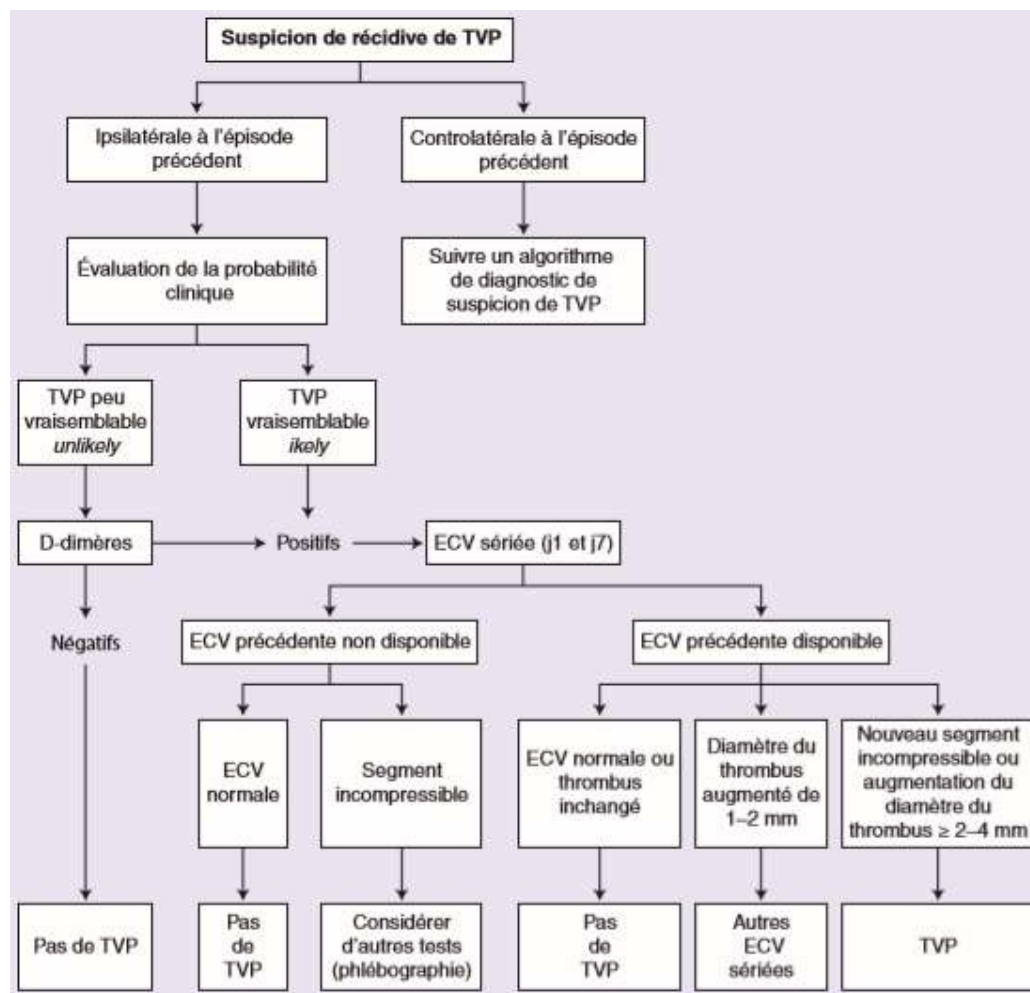 Suspicion de récidive de TVP
Ipsilatérale à l'épisode
précédent
Controlatérale à l'épisode
précédent
Évaluation de la probabilité
clinique
Suivre un algorithme
de diagnostic de
suspicion de TVP
TVP peu
vraisemblable
unlikely
TVP
vraisemblable
ikely
D-dimères
Positifs
ECV sériée (j1 et j7)
Négatifs
ECV précédente non disponible
ECV précédente disponible
ECV
normale
Segment
incompressible
ECV normale ou
thrombus
inchangé
Diamètre du
thrombus
augmenté de
1–2 mm
Nouveau segment
incompressible ou
augmentation du
diamètre du
thrombus ≥ 2–4 mm
Pas de TVP
Pas
de
TVP
Considérer
d'autres tests
(phlébographie)
Pas
de
TVP
Autres
ECV
sériées
TVP